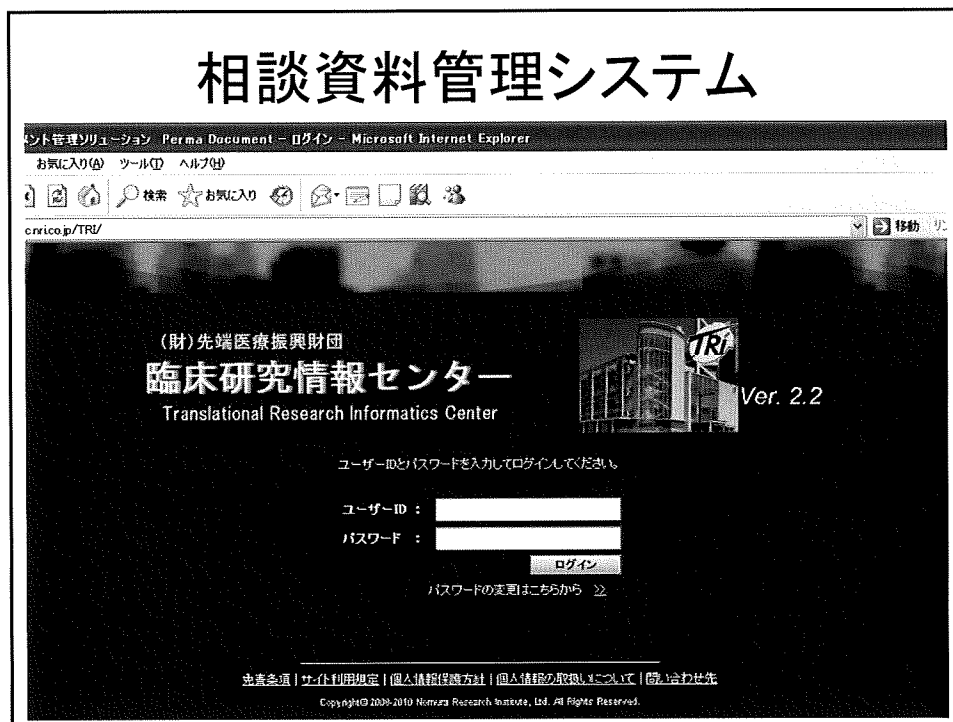 相談資料管理システム
ント管理ソリューション Perma Document - ログイン - Microsoft Internet Explorer
お気に入り(A) ツール(T) ヘルプ(H)
検索 お気に入り
c.nri.co.jp/TRI/ 移動 リン
(財)先端医療振興財団
臨床研究情報センター
Translational Research Informatics Center
TRi
Ver. 2.2
ユーザーIDとパスワードを入力してログインしてください。
ユーザーID :
パスワード :
ログイン
パスワードの変更はこちらから >>
免責条項 | サイト利用規定 | 個人情報保護方針 | 個人情報の取扱いについて | 問い合わせ先
Copyright© 2009-2010 Nomura Research Institute, Ltd. All Rights Reserved.